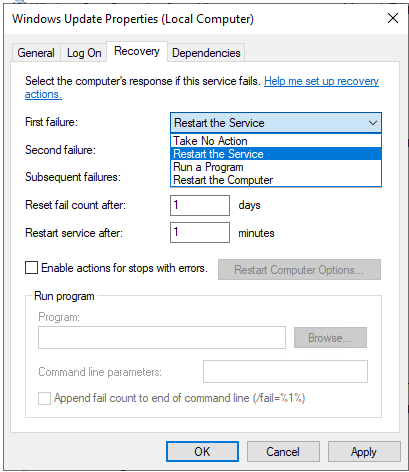 Windows Update Properties (Local Computer)
General Log On Recovery Dependencies
Select the computer's response if this service fails. Help me set up recovery
actions.
First failure: Restart the Service
Take No Action
Second failure: Restart the Service
Run a Program
Subsequent failures: Restart the Computer
Reset fail count after: 1 days
Restart service after: 1 minutes
Enable actions for stops with errors. Restart Computer Options...
Run program
Program:
Browse...
Command line parameters:
Append fail count to end of command line (/fail=%1%)
OK Cancel Apply